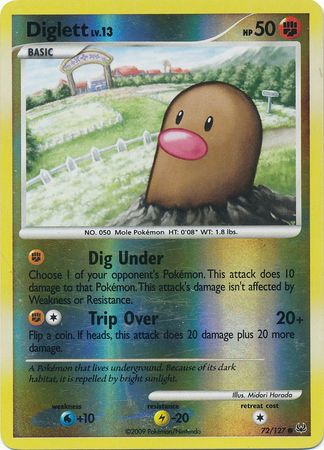 Diglett LV.13
HP 50
BASIC
NO. 050 Mole Pokémon HT: 0'08" WT: 1.8 lbs.
Dig Under
Choose 1 of your opponent's Pokémon. This attack does 10
damage to that Pokémon. This attack's damage isn't affected by
Weakness or Resistance.
Trip Over 20+
Flip a coin. If heads, this attack does 20 damage plus 20 more
damage.
A Pokémon that lives underground. Because of its dark
habitat, it is repelled by bright sunlight.
Illus. Midori Harada
weakness resistance retreat cost
+10 -20
©2009 Pokémon/Nintendo 72/127